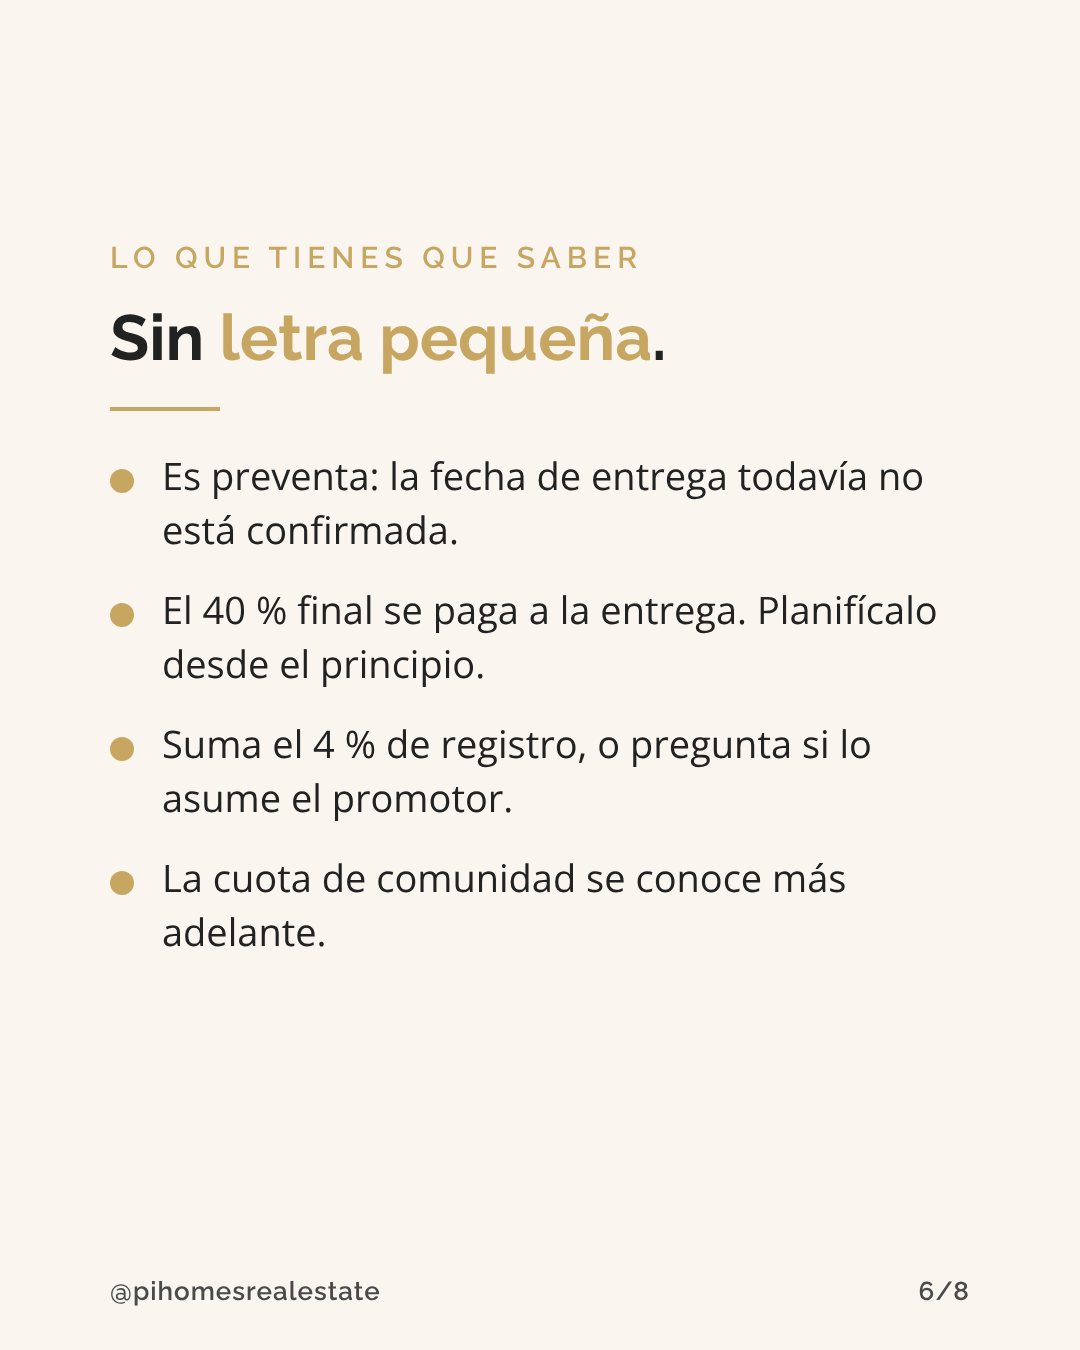 LO QUE TIENES QUE SABER
Sin letra pequeña.
Es preventa: la fecha de entrega todavía no
está confirmada.
El 40 % final se paga a la entrega. Planifícalo
desde el principio.
Suma el 4 % de registro, o pregunta si lo
asume el promotor.
La cuota de comunidad se conoce más
adelante.
@pihomesrealestate
6/8